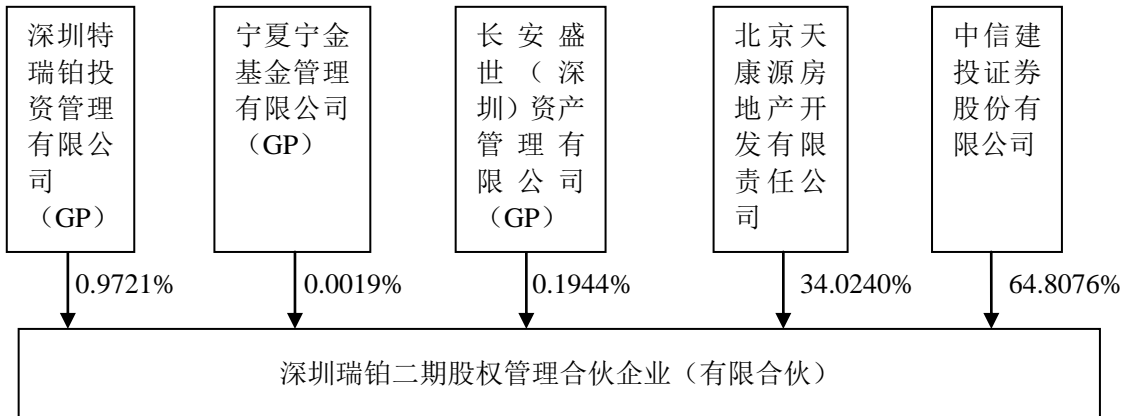 深圳特
瑞铂投
资管理
有限公
司
（GP）
宁夏宁金
基金管理
有限公司
（GP）
长安盛
世（深
圳）资产
管理有
限公司
（GP）
北京天
康源房
地产开
发有限
责任公
司
中信建
投证券
股份有
限公司
0.9721%
0.0019%
0.1944%
34.0240%
64.8076%
深圳瑞铂二期股权管理合伙企业（有限合伙）